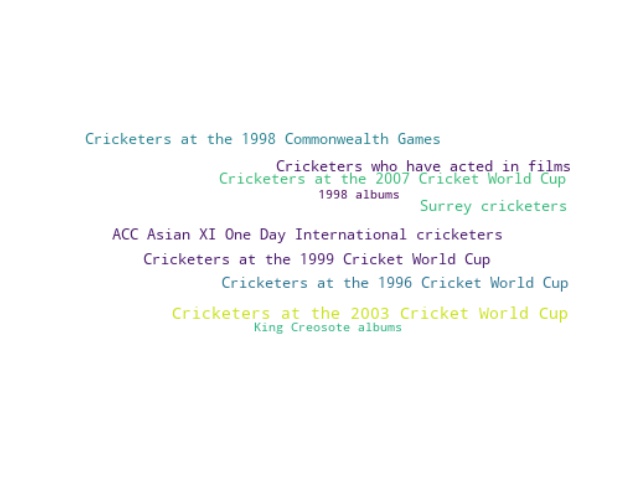 Cricketers at the 1998 Commonwealth Games
Cricketers who have acted in films
Cricketers at the 2007 Cricket World Cup
1998 albums
Surrey cricketers
ACC Asian XI One Day International cricketers
Cricketers at the 1999 Cricket World Cup
Cricketers at the 1996 Cricket World Cup
Cricketers at the 2003 Cricket World Cup
King Creosote albums